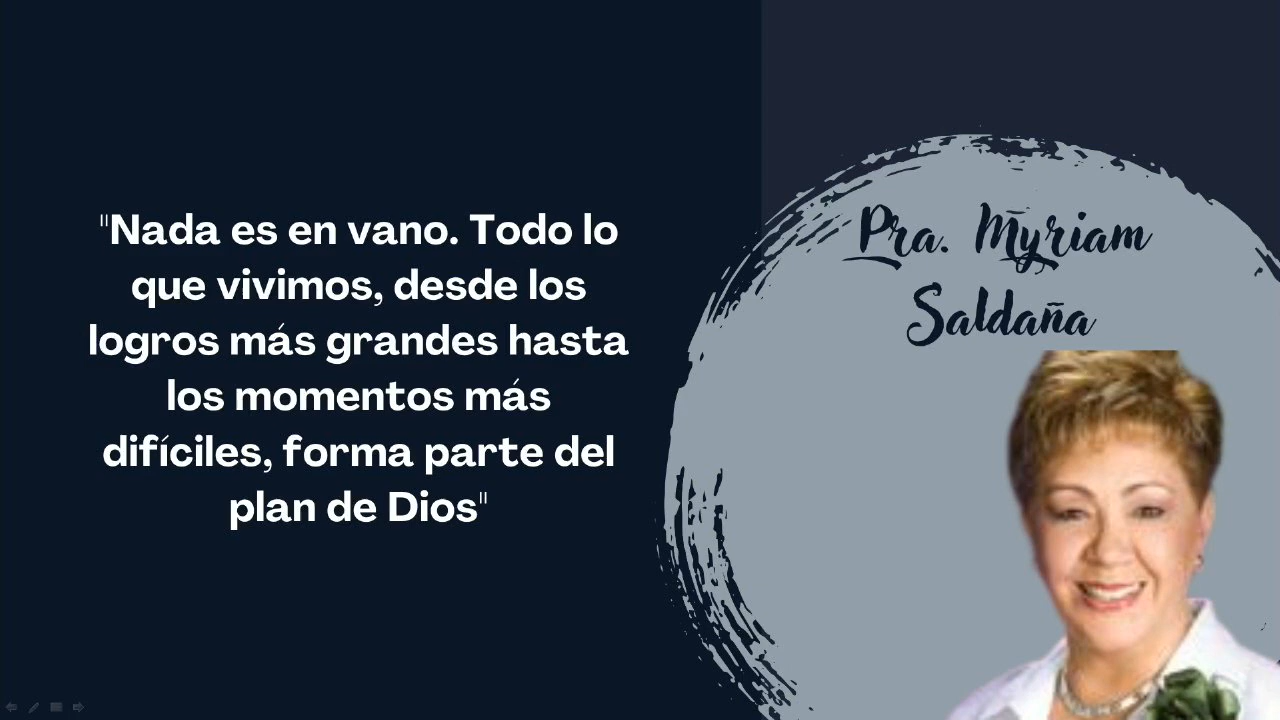 "Nada es en vano. Todo lo
que vivimos, desde los
logros más grandes hasta
los momentos más
difíciles, forma parte del
plan de Dios"
Pra. Myriam
Saldaña